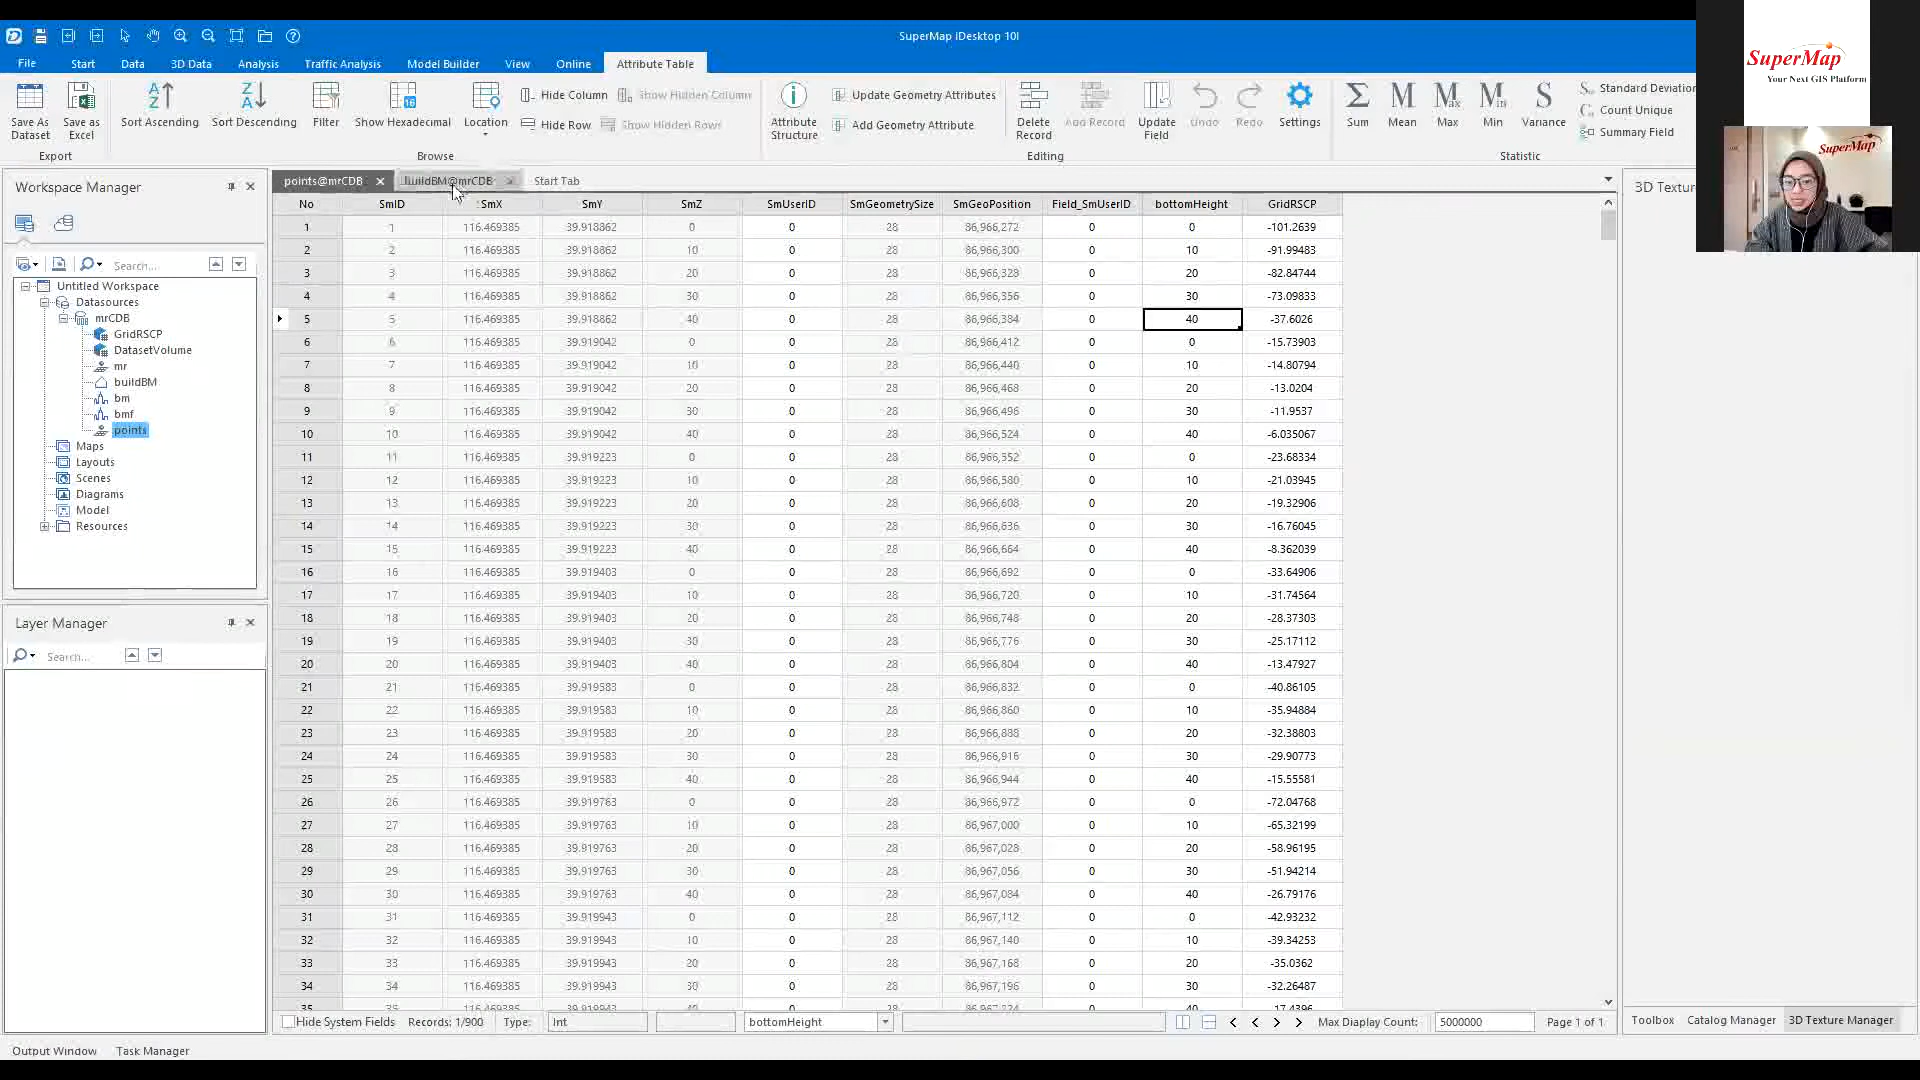 SuperMap iDesktop 10i
File Start Data 3D Data Analysis Traffic Analysis Model Builder View Online Attribute Table
Save As Dataset
Save as Excel
Export
Sort Ascending
Sort Descending
Filter
Show Hexadecimal
Location
Hide Column
Show Hidden Column
Hide Row
Show Hidden Rows
Browse
Attribute Structure
Update Geometry Attributes
Add Geometry Attribute
Delete Record
Add Record
Update Field
Undo
Redo
Settings
Editing
Sum
Mean
Max
Min
Variance
Standard Deviation
Count Unique
Summary Field
Statistic
SuperMap
Your Next GIS Platform
SuperMap
Workspace Manager
Search...
Untitled Workspace
Datasources
mrCDB
GridRSCP
DatasetVolume
mr
buildBM
bm
bmf
points
Maps
Layouts
Scenes
Diagrams
Model
Resources
Layer Manager
Search...
points@mrCDB buildBM@mrCDB Start Tab
No SmID SmX SmY SmZ SmUserID SmGeometrySize SmGeoPosition Field_SmUserID bottomHeight GridRSCP
1 1 116.469385 39.918862 0 0 28 86,966,272 0 0 -101.2639
2 2 116.469385 39.918862 10 0 28 86,966,300 0 10 -91.99483
3 3 116.469385 39.918862 20 0 28 86,966,328 0 20 -82.84744
4 4 116.469385 39.918862 30 0 28 86,966,356 0 30 -73.09833
5 5 116.469385 39.918862 40 0 28 86,966,384 0 40 -37.6026
6 6 116.469385 39.919042 0 0 28 86,966,412 0 0 -15.73903
7 7 116.469385 39.919042 10 0 28 86,966,440 0 10 -14.80794
8 8 116.469385 39.919042 20 0 28 86,966,468 0 20 -13.0204
9 9 116.469385 39.919042 30 0 28 86,966,496 0 30 -11.9537
10 10 116.469385 39.919042 40 0 28 86,966,524 0 40 -6.035067
11 11 116.469385 39.919223 0 0 28 86,966,552 0 0 -23.68334
12 12 116.469385 39.919223 10 0 28 86,966,580 0 10 -21.03945
13 13 116.469385 39.919223 20 0 28 86,966,608 0 20 -19.32906
14 14 116.469385 39.919223 30 0 28 86,966,636 0 30 -16.76045
15 15 116.469385 39.919223 40 0 28 86,966,664 0 40 -8.362039
16 16 116.469385 39.919403 0 0 28 86,966,692 0 0 -33.64906
17 17 116.469385 39.919403 10 0 28 86,966,720 0 10 -31.74564
18 18 116.469385 39.919403 20 0 28 86,966,748 0 20 -28.37303
19 19 116.469385 39.919403 30 0 28 86,966,776 0 30 -25.17112
20 20 116.469385 39.919403 40 0 28 86,966,804 0 40 -13.47927
21 21 116.469385 39.919583 0 0 28 86,966,832 0 0 -40.86105
22 22 116.469385 39.919583 10 0 28 86,966,860 0 10 -35.94884
23 23 116.469385 39.919583 20 0 28 86,966,888 0 20 -32.38803
24 24 116.469385 39.919583 30 0 28 86,966,916 0 30 -29.90773
25 25 116.469385 39.919583 40 0 28 86,966,944 0 40 -15.55581
26 26 116.469385 39.919763 0 0 28 86,966,972 0 0 -72.04768
27 27 116.469385 39.919763 10 0 28 86,967,000 0 10 -65.32199
28 28 116.469385 39.919763 20 0 28 86,967,028 0 20 -58.96195
29 29 116.469385 39.919763 30 0 28 86,967,056 0 30 -51.94214
30 30 116.469385 39.919763 40 0 28 86,967,084 0 40 -26.79176
31 31 116.469385 39.919943 0 0 28 86,967,112 0 0 -42.93232
32 32 116.469385 39.919943 10 0 28 86,967,140 0 10 -39.34253
33 33 116.469385 39.919943 20 0 28 86,967,168 0 20 -35.0362
34 34 116.469385 39.919943 30 0 28 86,967,196 0 30 -32.26487
Hide System Fields Records: 1/900 Type: Int bottomHeight Max Display Count: 5000000 Page 1 of 1
Toolbox Catalog Manager 3D Texture Manager
Output Window Task Manager